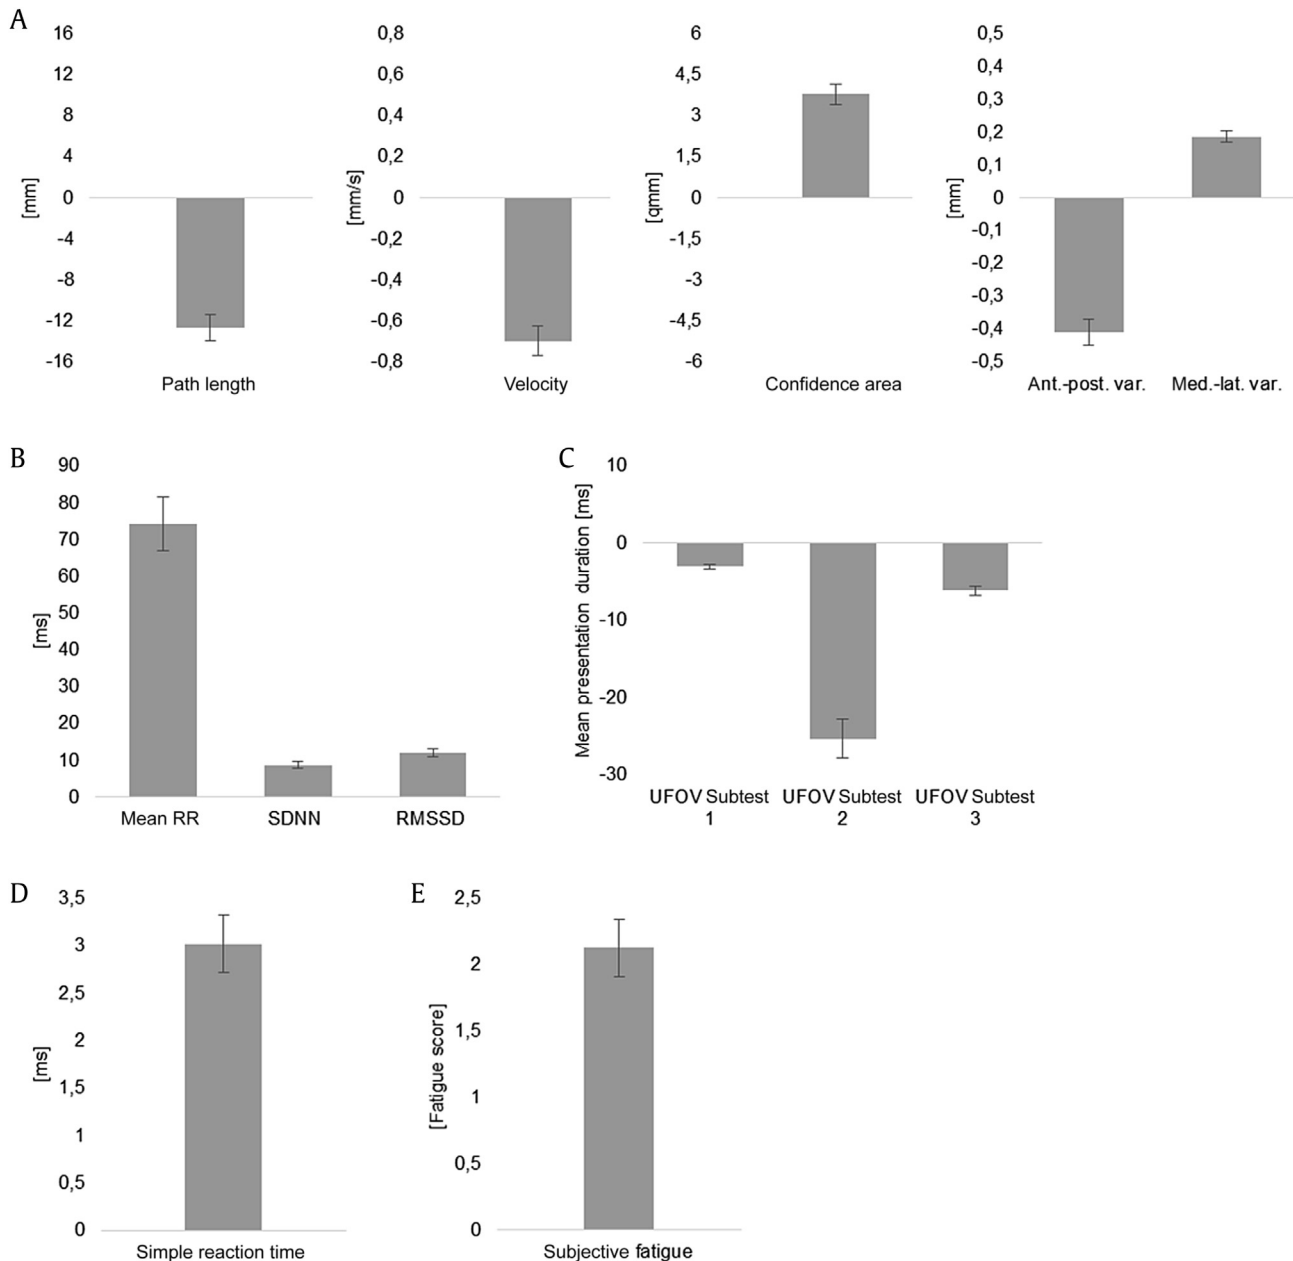 A
16
12
8
4
0
-4
-8
-12
-16
[mm]
Path length
0,8
0,6
0,4
0,2
0
-0,2
-0,4
-0,6
-0,8
[mm/s]
Velocity
6
4,5
3
1,5
0
-1,5
-3
-4,5
-6
[qmm]
Confidence area
0,5
0,4
0,3
0,2
0,1
0
-0,1
-0,2
-0,3
-0,4
-0,5
[mm]
Ant.-post. var.
Med.-lat. var.
B
90
80
70
60
50
40
30
20
10
0
[ms]
Mean RR
SDNN
RMSSD
C
10
0
-10
-20
-30
Mean presentation duration [ms]
UFOV Subtest
1
UFOV Subtest
2
UFOV Subtest
3
D
3,5
3
2,5
2
1,5
1
0,5
0
[ms]
Simple reaction time
E
2,5
2
1,5
1
0,5
0
[Fatigue score]
Subjective fatigue